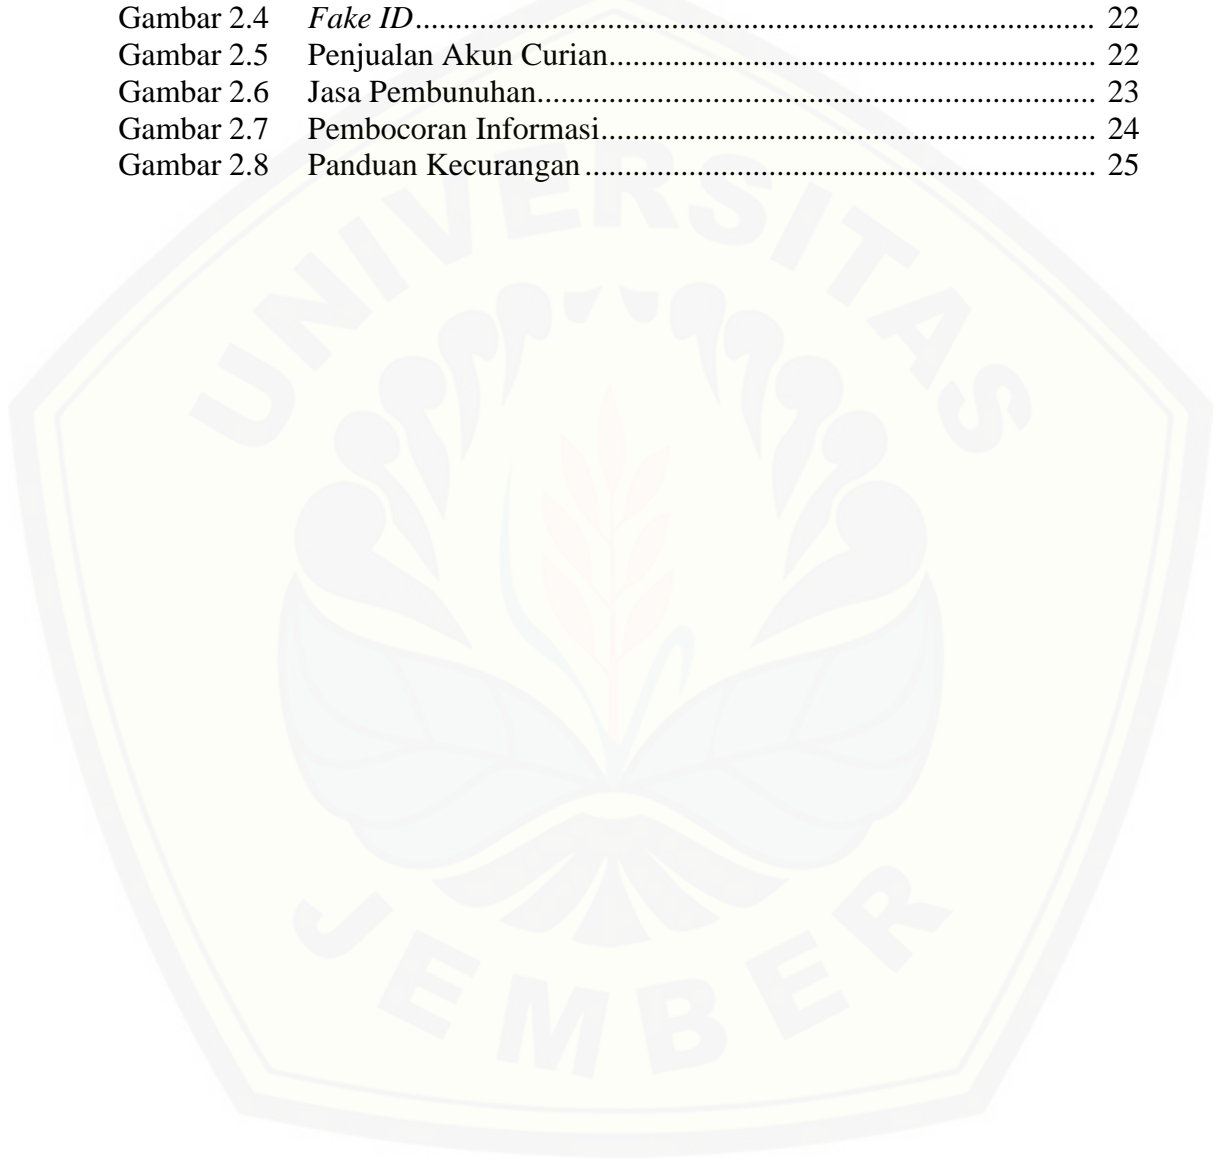 Gambar 2.4 Fake ID.................................................................................... 22
Gambar 2.5 Penjualan Akun Curian............................................................ 22
Gambar 2.6 Jasa Pembunuhan..................................................................... 23
Gambar 2.7 Pembocoran Informasi............................................................. 24
Gambar 2.8 Panduan Kecurangan ............................................................... 25
UNIVERSITAS
JEMBER